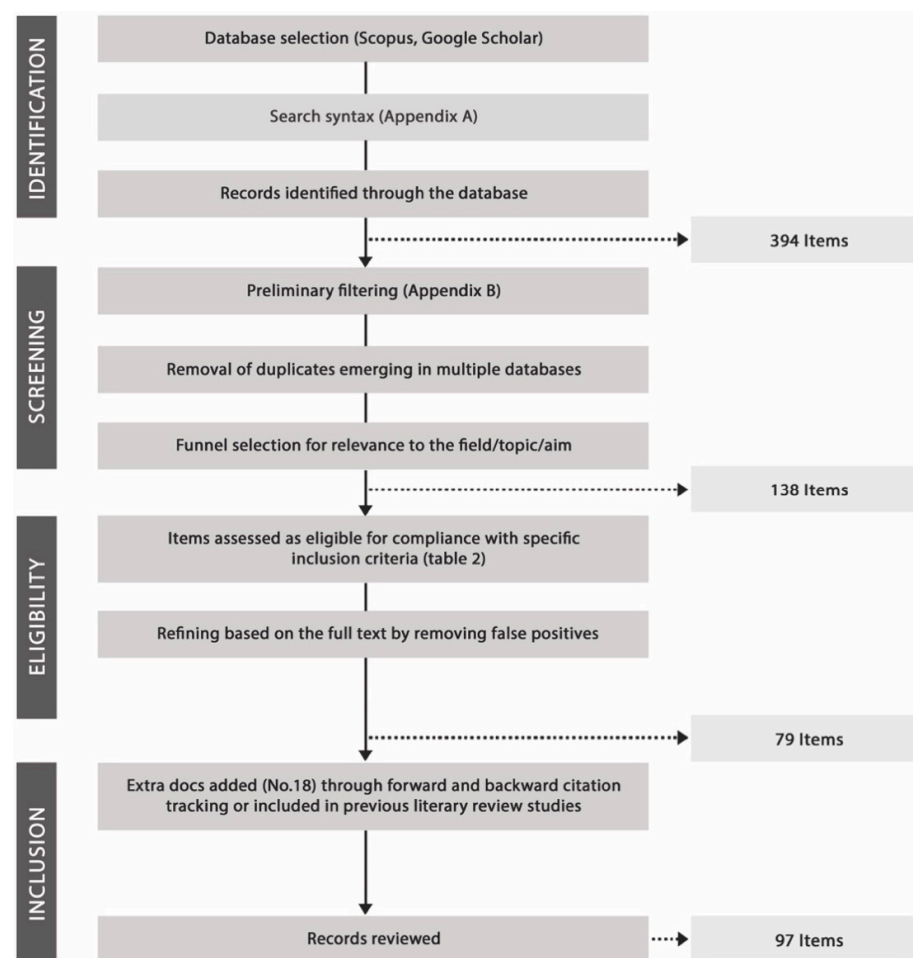 IDENTIFICATION
Database selection (Scopus, Google Scholar)
Search syntax (Appendix A)
Records identified through the database
394 Items
SCREENING
Preliminary filtering (Appendix B)
Removal of duplicates emerging in multiple databases
Funnel selection for relevance to the field/topic/aim
138 Items
ELIGIBILITY
Items assessed as eligible for compliance with specific
inclusion criteria (table 2)
Refining based on the full text by removing false positives
79 Items
INCLUSION
Extra docs added (No.18) through forward and backward citation
tracking or included in previous literary review studies
Records reviewed
97 Items